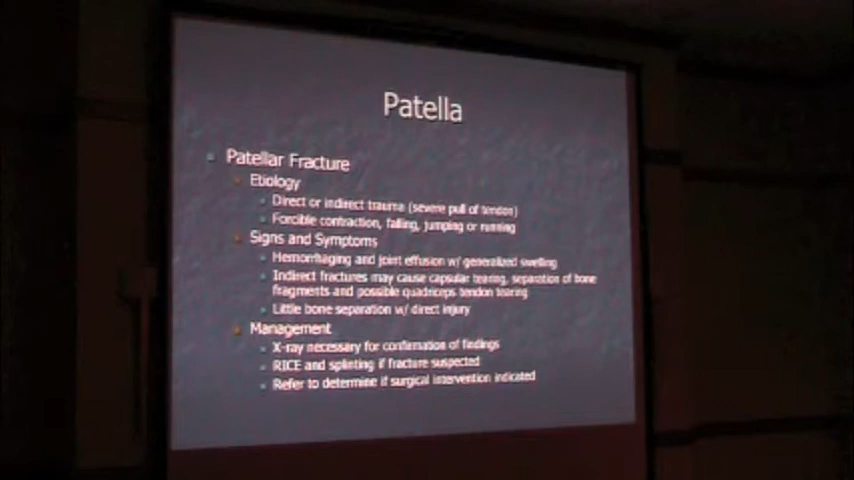 Patella
Patellar Fracture
Etiology
Direct or indirect trauma (severe pull of tendon)
Forcible contraction, falling, jumping or running
Signs and Symptoms
Hemorrhaging and joint effusion w/ generalized swelling
Indirect fractures may cause capsular tearing, separation of bone
fragments and possible quadriceps tendon tearing
Little bone separation w/ direct injury
Management
X-ray necessary for confirmation of findings
RICE and splinting if fracture suspected
Refer to determine if surgical intervention indicated